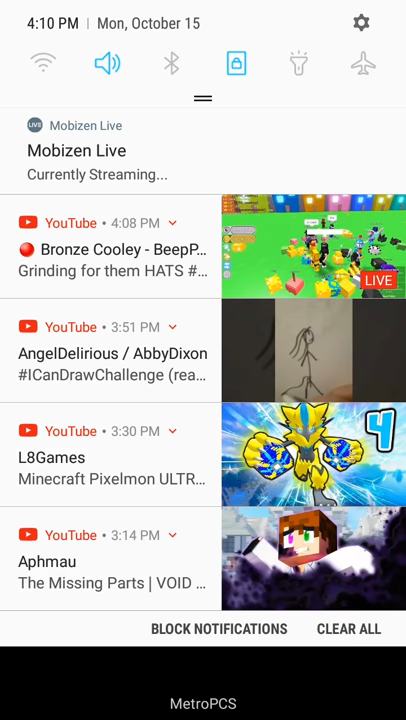 4:10 PM | Mon, October 15
LIVE Mobizen Live
Mobizen Live
Currently Streaming...
YouTube • 4:08 PM
🔴 Bronze Cooley - BeepP...
Grinding for them HATS #...
LIVE
YouTube • 3:51 PM
AngelDelirious / AbbyDixon
#ICanDrawChallenge (rea...
YouTube • 3:30 PM
L8Games
Minecraft Pixelmon ULTR...
4
YouTube • 3:14 PM
Aphmau
The Missing Parts | VOID ...
BLOCK NOTIFICATIONS CLEAR ALL
MetroPCS